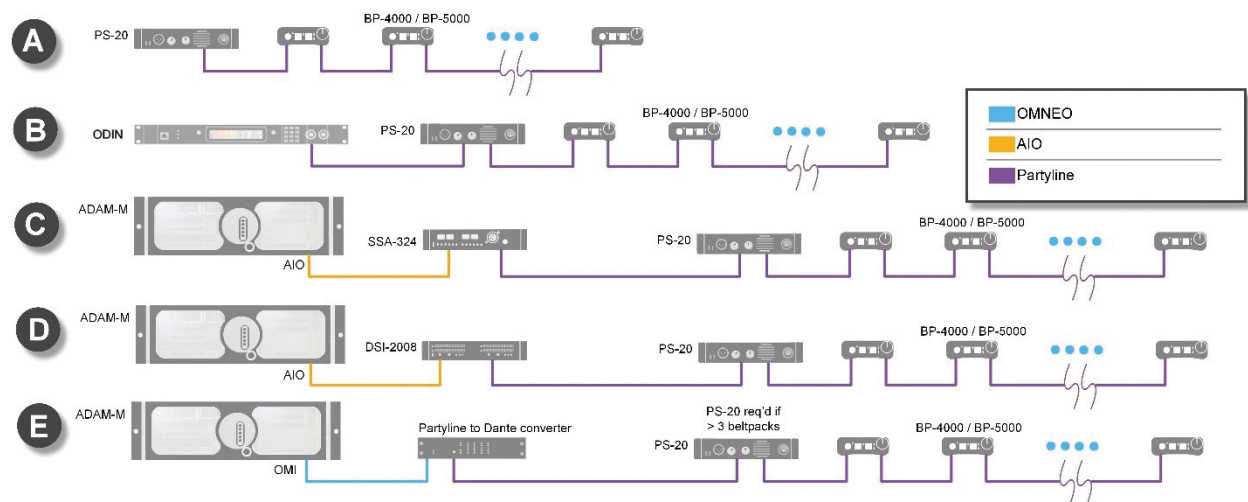 A
PS-20
BP-4000 / BP-5000
B
ODIN
PS-20
BP-4000 / BP-5000
OMNEO
AIO
Partyline
C
ADAM-M
AIO
SSA-324
PS-20
BP-4000 / BP-5000
D
ADAM-M
AIO
DSI-2008
PS-20
BP-4000 / BP-5000
E
ADAM-M
OMI
Partyline to Dante converter
PS-20 req'd if
> 3 beltpacks
PS-20
BP-4000 / BP-5000